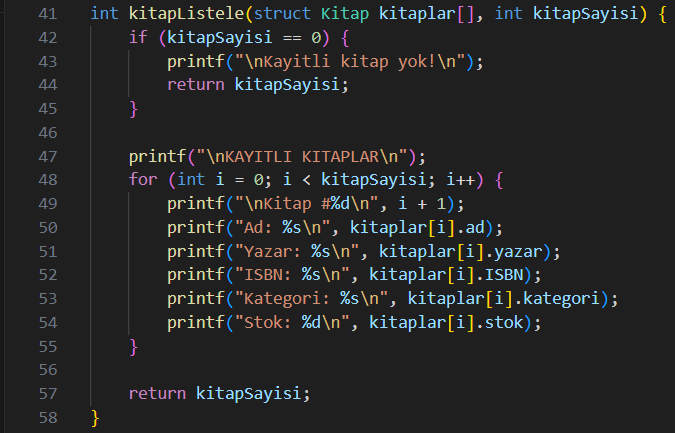 41 int kitapListele(struct Kitap kitaplar[], int kitapSayisi) {
42 if (kitapSayisi == 0) {
43 printf("\nKayitli kitap yok!\n");
44 return kitapSayisi;
45 }
46
47 printf("\nKAYITLI KITAPLAR\n");
48 for (int i = 0; i < kitapSayisi; i++) {
49 printf("\nKitap #%d\n", i + 1);
50 printf("Ad: %s\n", kitaplar[i].ad);
51 printf("Yazar: %s\n", kitaplar[i].yazar);
52 printf("ISBN: %s\n", kitaplar[i].ISBN);
53 printf("Kategori: %s\n", kitaplar[i].kategori);
54 printf("Stok: %d\n", kitaplar[i].stok);
55 }
56
57 return kitapSayisi;
58 }